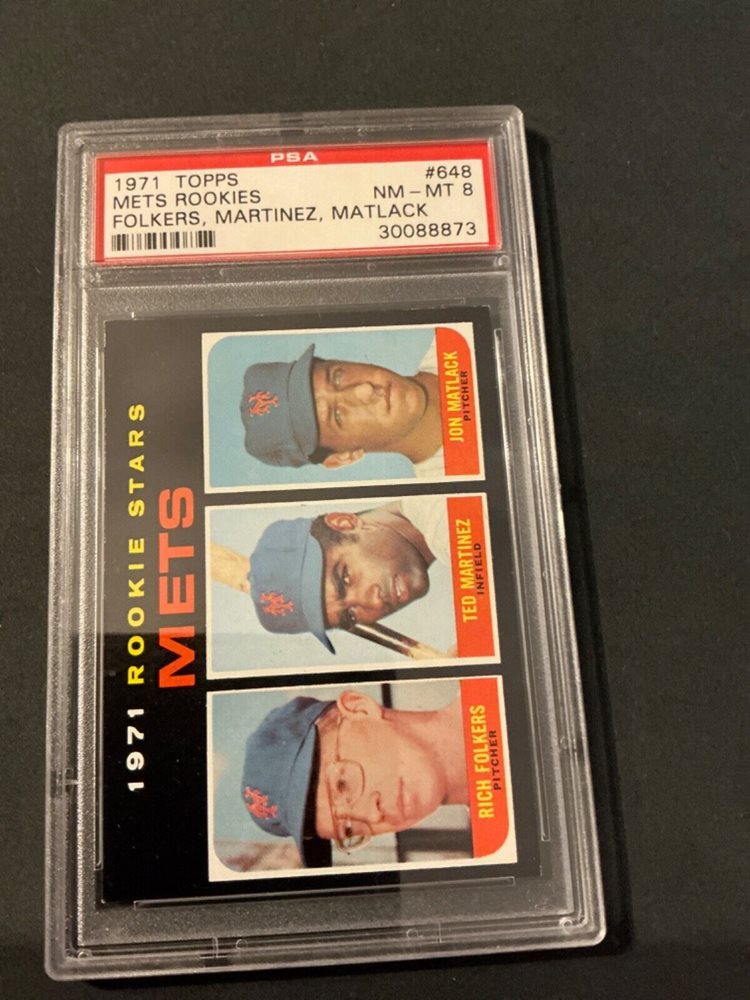 PSA
1971 TOPPS #648
METS ROOKIES NM-MT 8
FOLKERS, MARTINEZ, MATLACK
30088873
1971 ROOKIE STARS
METS
RICH FOLKERS
PITCHER
TED MARTINEZ
INFIELD
JON MATLACK
PITCHER